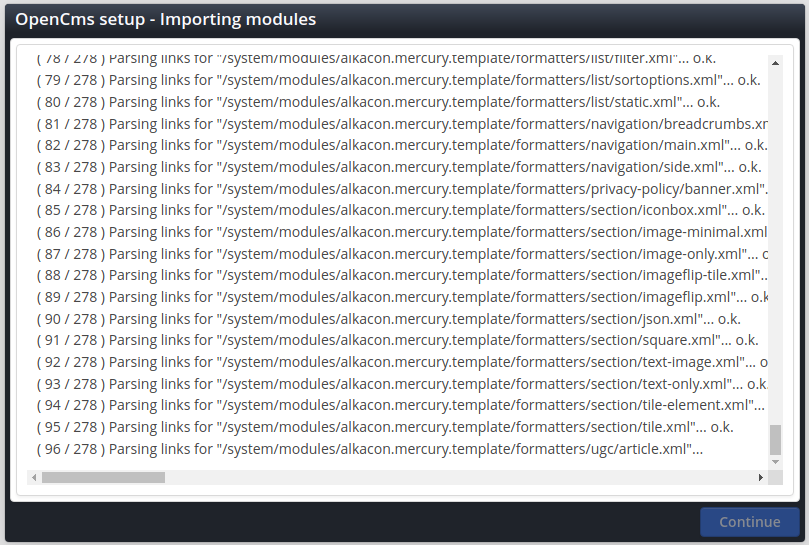 OpenCms setup - Importing modules
( 78 / 278 ) Parsing links for "/system/modules/alkacon.mercury.template/formatters/list/filter.xml"... o.k.
( 79 / 278 ) Parsing links for "/system/modules/alkacon.mercury.template/formatters/list/sortoptions.xml"... o.k.
( 80 / 278 ) Parsing links for "/system/modules/alkacon.mercury.template/formatters/list/static.xml"... o.k.
( 81 / 278 ) Parsing links for "/system/modules/alkacon.mercury.template/formatters/navigation/breadcrumbs.xm
( 82 / 278 ) Parsing links for "/system/modules/alkacon.mercury.template/formatters/navigation/main.xml"... o.k.
( 83 / 278 ) Parsing links for "/system/modules/alkacon.mercury.template/formatters/navigation/side.xml"... o.k.
( 84 / 278 ) Parsing links for "/system/modules/alkacon.mercury.template/formatters/privacy-policy/banner.xml".
( 85 / 278 ) Parsing links for "/system/modules/alkacon.mercury.template/formatters/section/iconbox.xml"... o.k.
( 86 / 278 ) Parsing links for "/system/modules/alkacon.mercury.template/formatters/section/image-minimal.xml
( 87 / 278 ) Parsing links for "/system/modules/alkacon.mercury.template/formatters/section/image-only.xml"... o
( 88 / 278 ) Parsing links for "/system/modules/alkacon.mercury.template/formatters/section/imageflip-tile.xml"..
( 89 / 278 ) Parsing links for "/system/modules/alkacon.mercury.template/formatters/section/imageflip.xml"... o.k
( 90 / 278 ) Parsing links for "/system/modules/alkacon.mercury.template/formatters/section/json.xml"... o.k.
( 91 / 278 ) Parsing links for "/system/modules/alkacon.mercury.template/formatters/section/square.xml"... o.k.
( 92 / 278 ) Parsing links for "/system/modules/alkacon.mercury.template/formatters/section/text-image.xml"... o
( 93 / 278 ) Parsing links for "/system/modules/alkacon.mercury.template/formatters/section/text-only.xml"... o.k
( 94 / 278 ) Parsing links for "/system/modules/alkacon.mercury.template/formatters/section/tile-element.xml"...
( 95 / 278 ) Parsing links for "/system/modules/alkacon.mercury.template/formatters/section/tile.xml"... o.k.
( 96 / 278 ) Parsing links for "/system/modules/alkacon.mercury.template/formatters/ugc/article.xml"...
Continue